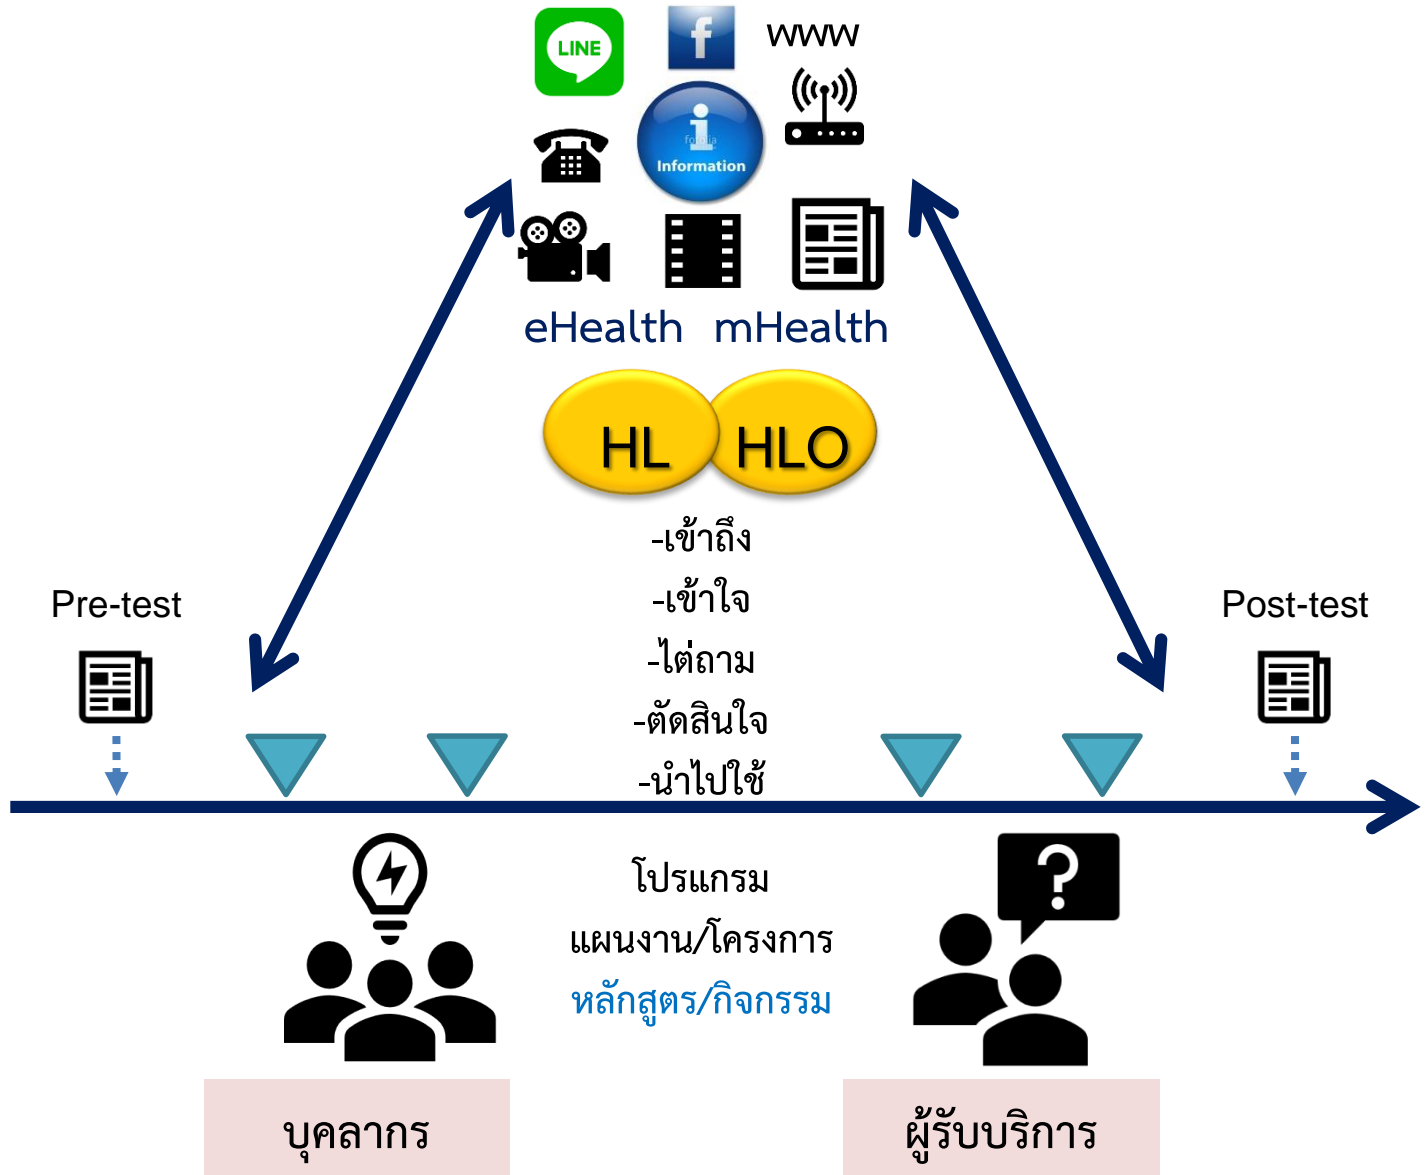 LINE
f
www
i
fotolia
Information
eHealth mHealth
HL HLO
-เข้าถึง
-เข้าใจ
-ไต่ถาม
-ตัดสินใจ
-นำไปใช้
Pre-test
Post-test
?
โปรแกรม
แผนงาน/โครงการ
หลักสูตร/กิจกรรม
บุคลากร
ผู้รับบริการ